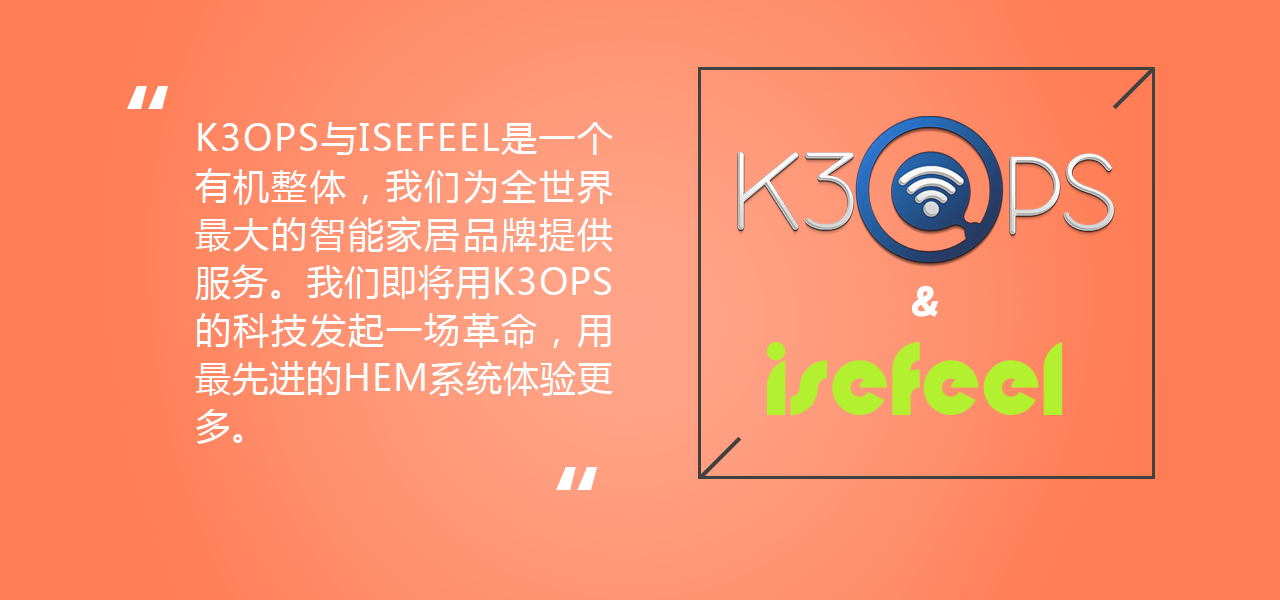 “
K3OPS与ISEFEEL是一个
有机整体，我们为全世界
最大的智能家居品牌提供
服务。我们即将用K3OPS
的科技发起一场革命，用
最先进的HEM系统体验更
多。
“
K3OPS
&
isefeel